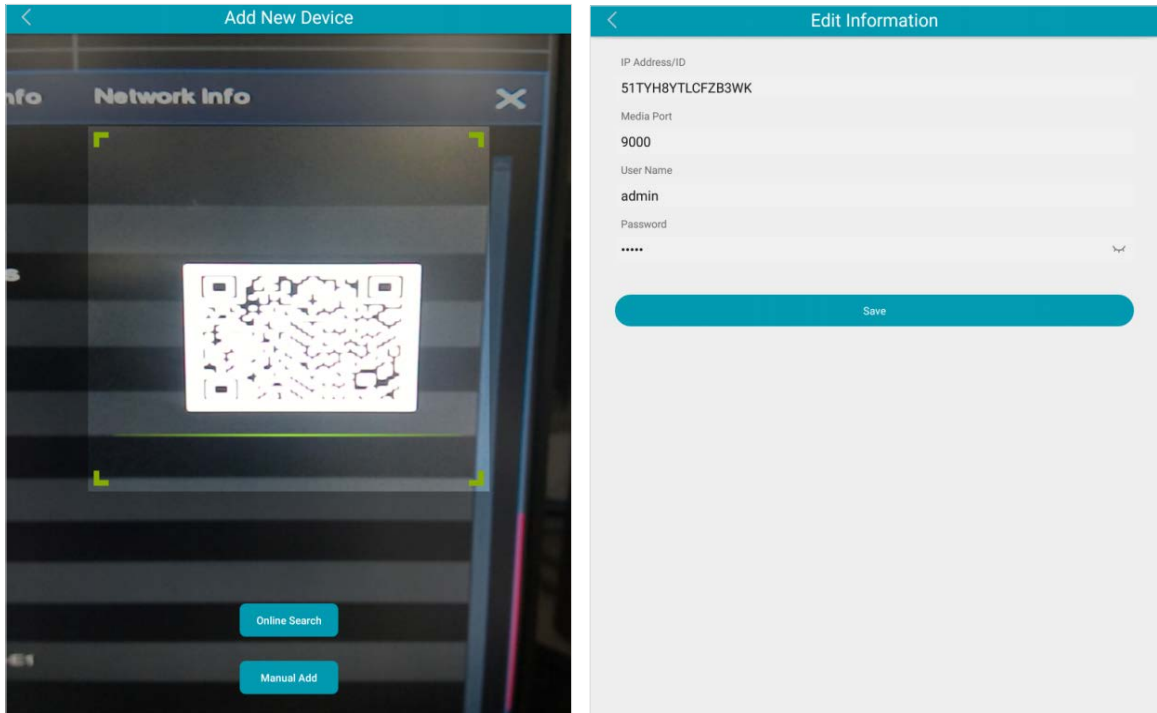 Add New Device
nfo
Network Info
Online Search
Manual Add
Edit Information
IP Address/ID
51TYH8YTLCFZB3WK
Media Port
9000
User Name
admin
Password
•••••
Save